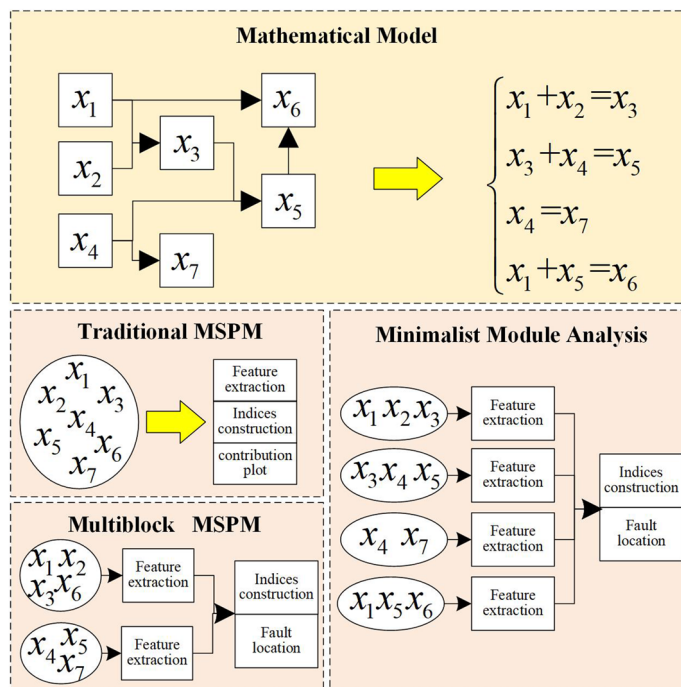 Mathematical Model
x₁
x₂
x₃
x₄
x₅
x₆
x₇
x₁+x₂=x₃
x₃+x₄=x₅
x₄=x₇
x₁+x₅=x₆
Traditional MSPM
x₁
x₂ x₃
x₄
x₅ x₆
x₇
Feature
extraction
Indices
construction
contribution
plot
Multiblock MSPM
x₁ x₂
x₃ x₆
Feature
extraction
x₄ x₅
x₇
Feature
extraction
Indices
construction
Fault
location
Minimalist Module Analysis
x₁ x₂ x₃
Feature
extraction
x₃ x₄ x₅
Feature
extraction
x₄ x₇
Feature
extraction
x₁ x₅ x₆
Feature
extraction
Indices
construction
Fault
location